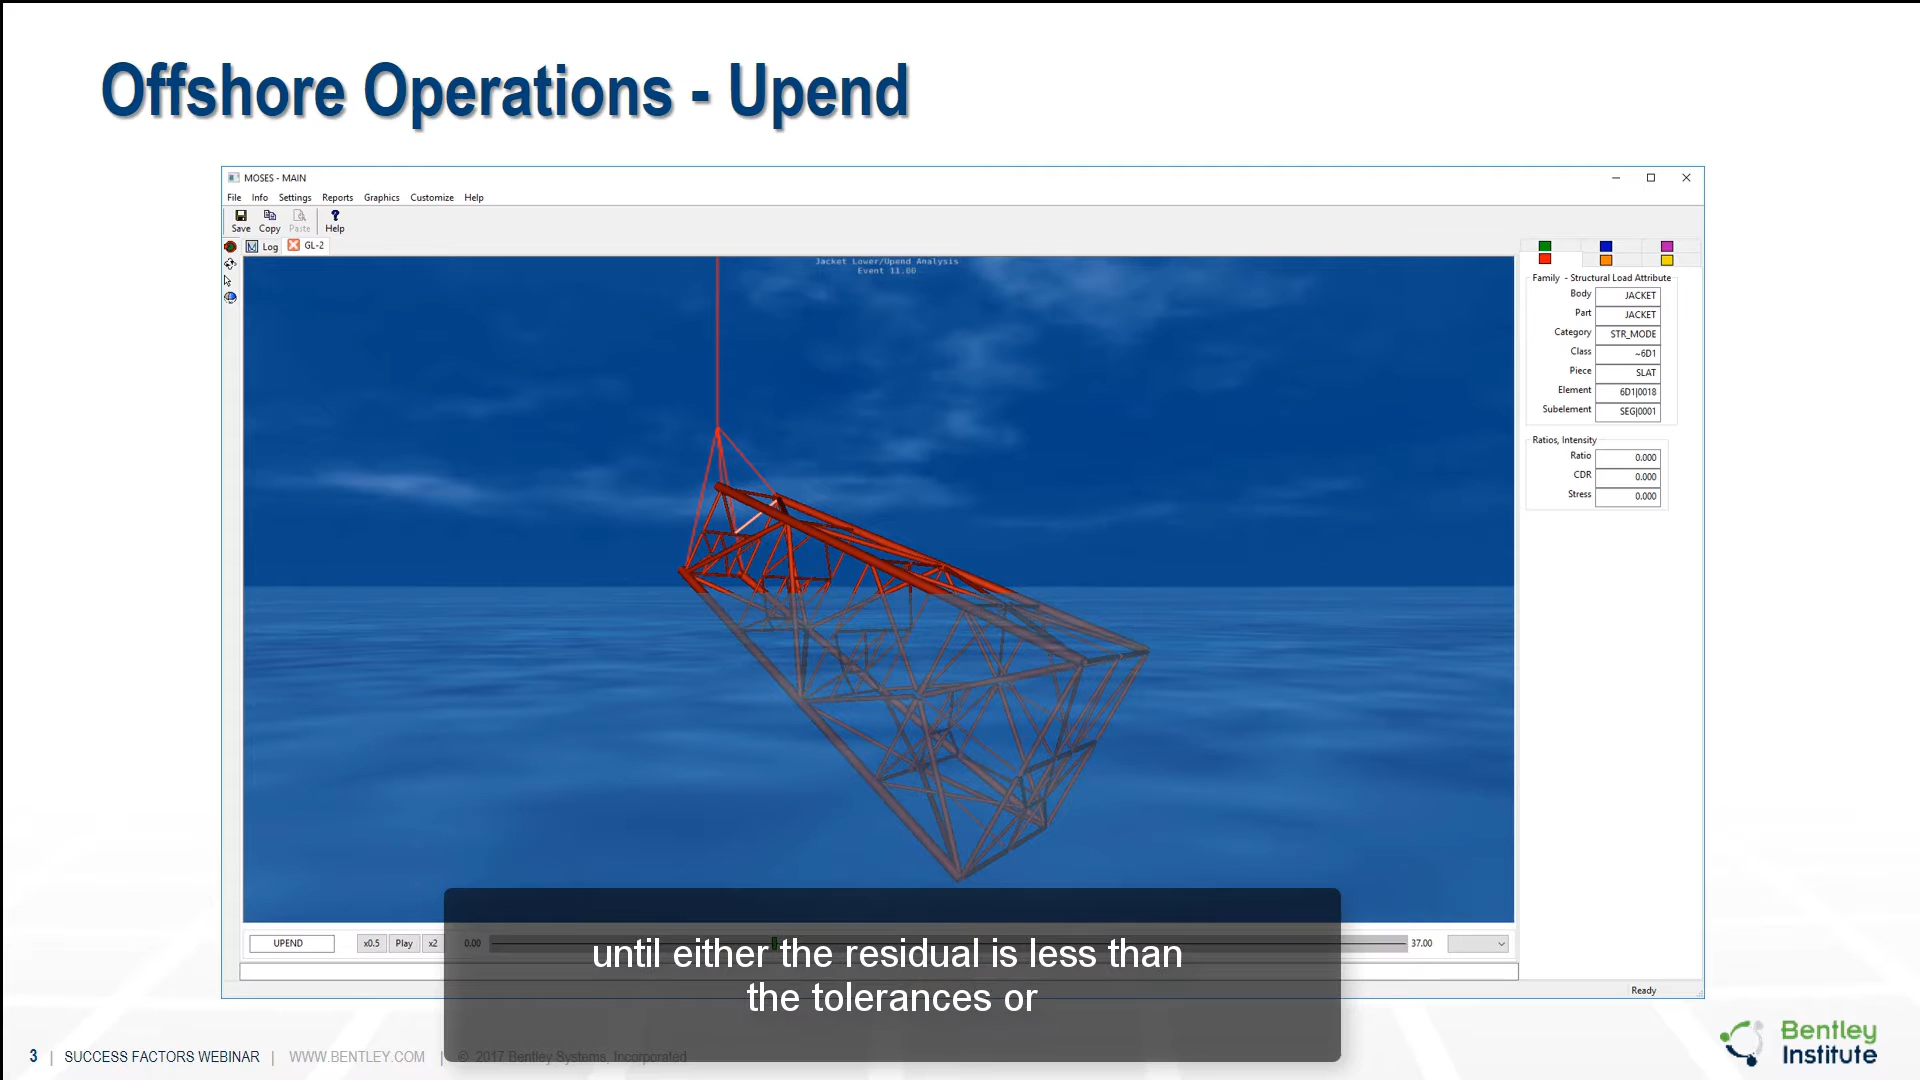 Offshore Operations - Upend
MOSES - MAIN
File Info Settings Reports Graphics Customize Help
Save Copy Paste Help
Log GL-2
Jacket Lower/Upend Analysis
Event 11.00
Family - Structural Load Attribute
Body JACKET
Part JACKET
Category STR_MODE
Class ~6D1
Piece SLAT
Element 6D1|0018
Subelement SEG|0001
Ratios, Intensity
Ratio 0.000
CDR 0.000
Stress 0.000
UPEND x0.5 Play x2 0.00 37.00
until either the residual is less than
the tolerances or
Ready
3 | SUCCESS FACTORS WEBINAR | WWW.BENTLEY.COM | © 2017 Bentley Systems, Incorporated
Bentley
Institute